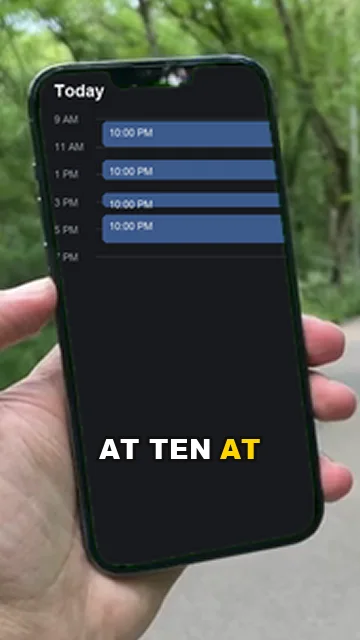 Today
9 AM
10:00 PM
11 AM
10:00 PM
1 PM
10:00 PM
3 PM
10:00 PM
5 PM
PM
AT TEN AT